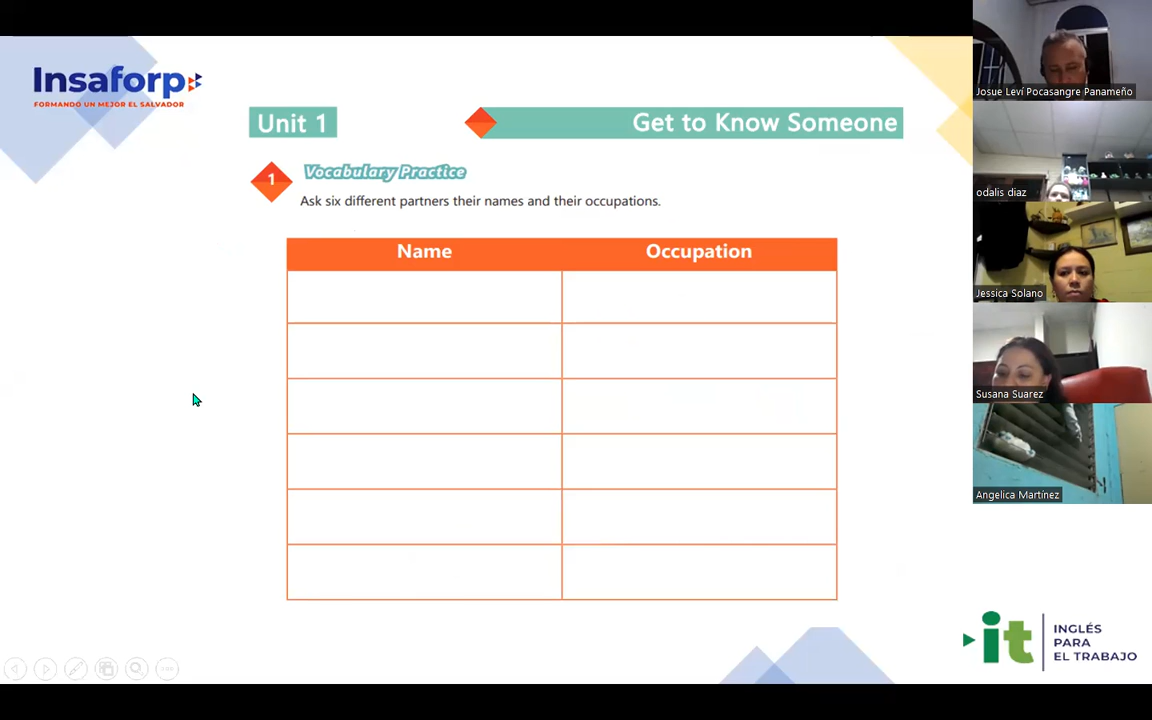 Insaforp
FORMANDO UN MEJOR EL SALVADOR
Unit 1
Get to Know Someone
1
Vocabulary Practice
Ask six different partners their names and their occupations.
Name
Occupation
Josue Leví Pocasangre Panameño
odalis diaz
Jessica Solano
Susana Suarez
Angelica Martínez
it
INGLÉS
PARA
EL TRABAJO